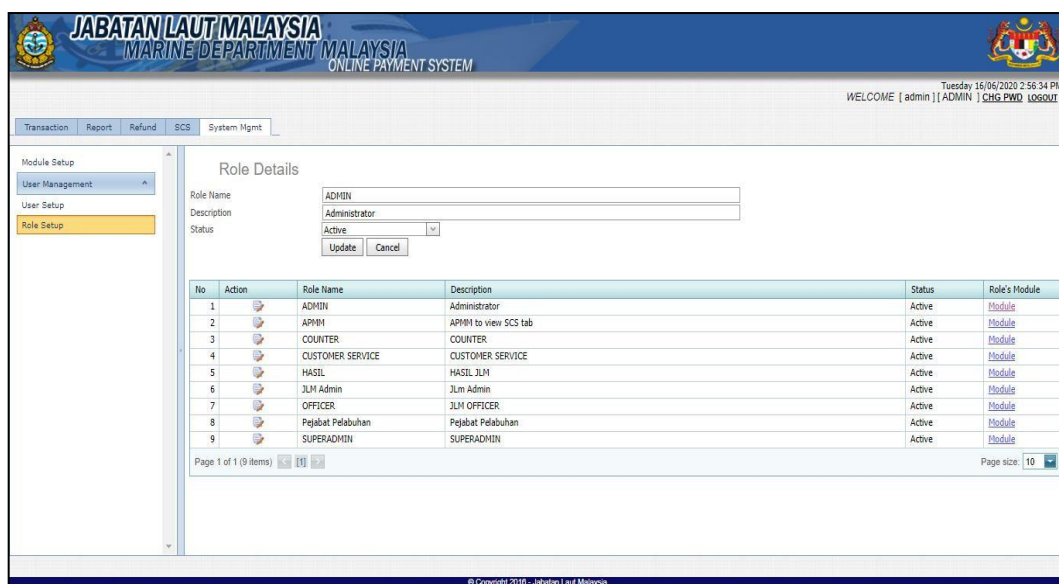 JABATAN LAUT MALAYSIA
MARINE DEPARTMENT MALAYSIA
ONLINE PAYMENT SYSTEM
Tuesday 16/06/2020 2:56:34 PM
WELCOME [ admin ] [ ADMIN ] CHG PWD LOGOUT
Transaction Report Refund SCS System Mgmt
Module Setup
User Management
User Setup
Role Setup
Role Details
Role Name ADMIN
Description Administrator
Status Active
Update Cancel
No Action Role Name Description Status Role's Module
1 ADMIN Administrator Active Module
2 APMM APMM to view SCS tab Active Module
3 COUNTER COUNTER Active Module
4 CUSTOMER SERVICE CUSTOMER SERVICE Active Module
5 HASIL HASIL JLM Active Module
6 JLM Admin JLm Admin Active Module
7 OFFICER JLM OFFICER Active Module
8 Pejabat Pelabuhan Pejabat Pelabuhan Active Module
9 SUPERADMIN SUPERADMIN Active Module
Page 1 of 1 (9 items) [1] Page size: 10
© Copyright 2016 - Jabatan Laut Malaysia